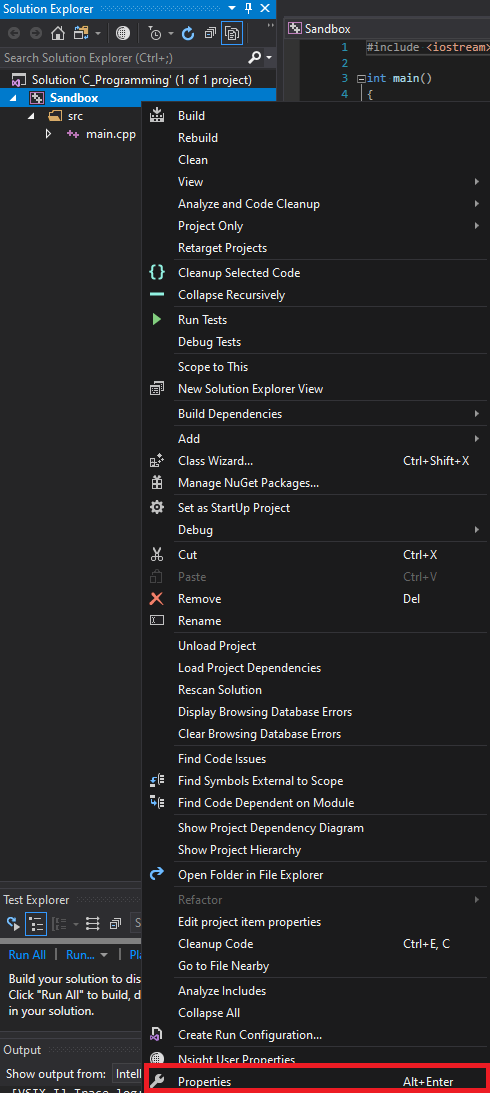 Solution Explorer
Search Solution Explorer (Ctrl+;)
Solution 'C_Programming' (1 of 1 project)
Sandbox
src
main.cpp
Sandbox
1 #include <iostream>
2
3 int main()
4 {
Build
Rebuild
Clean
View
Analyze and Code Cleanup
Project Only
Retarget Projects
Cleanup Selected Code
Collapse Recursively
Run Tests
Debug Tests
Scope to This
New Solution Explorer View
Build Dependencies
Add
Class Wizard... Ctrl+Shift+X
Manage NuGet Packages...
Set as StartUp Project
Debug
Cut Ctrl+X
Paste Ctrl+V
Remove Del
Rename
Unload Project
Load Project Dependencies
Rescan Solution
Display Browsing Database Errors
Clear Browsing Database Errors
Find Code Issues
Find Symbols External to Scope
Find Code Dependent on Module
Show Project Dependency Diagram
Show Project Hierarchy
Open Folder in File Explorer
Refactor
Edit project item properties
Cleanup Code Ctrl+E, C
Go to File Nearby
Analyze Includes
Collapse All
Create Run Configuration...
Nsight User Properties
Properties Alt+Enter
Test Explorer
S
Run All | Run... | Pl
Build your solution to dis
Click "Run All" to build, d
in your solution.
Output
Show output from: Intell